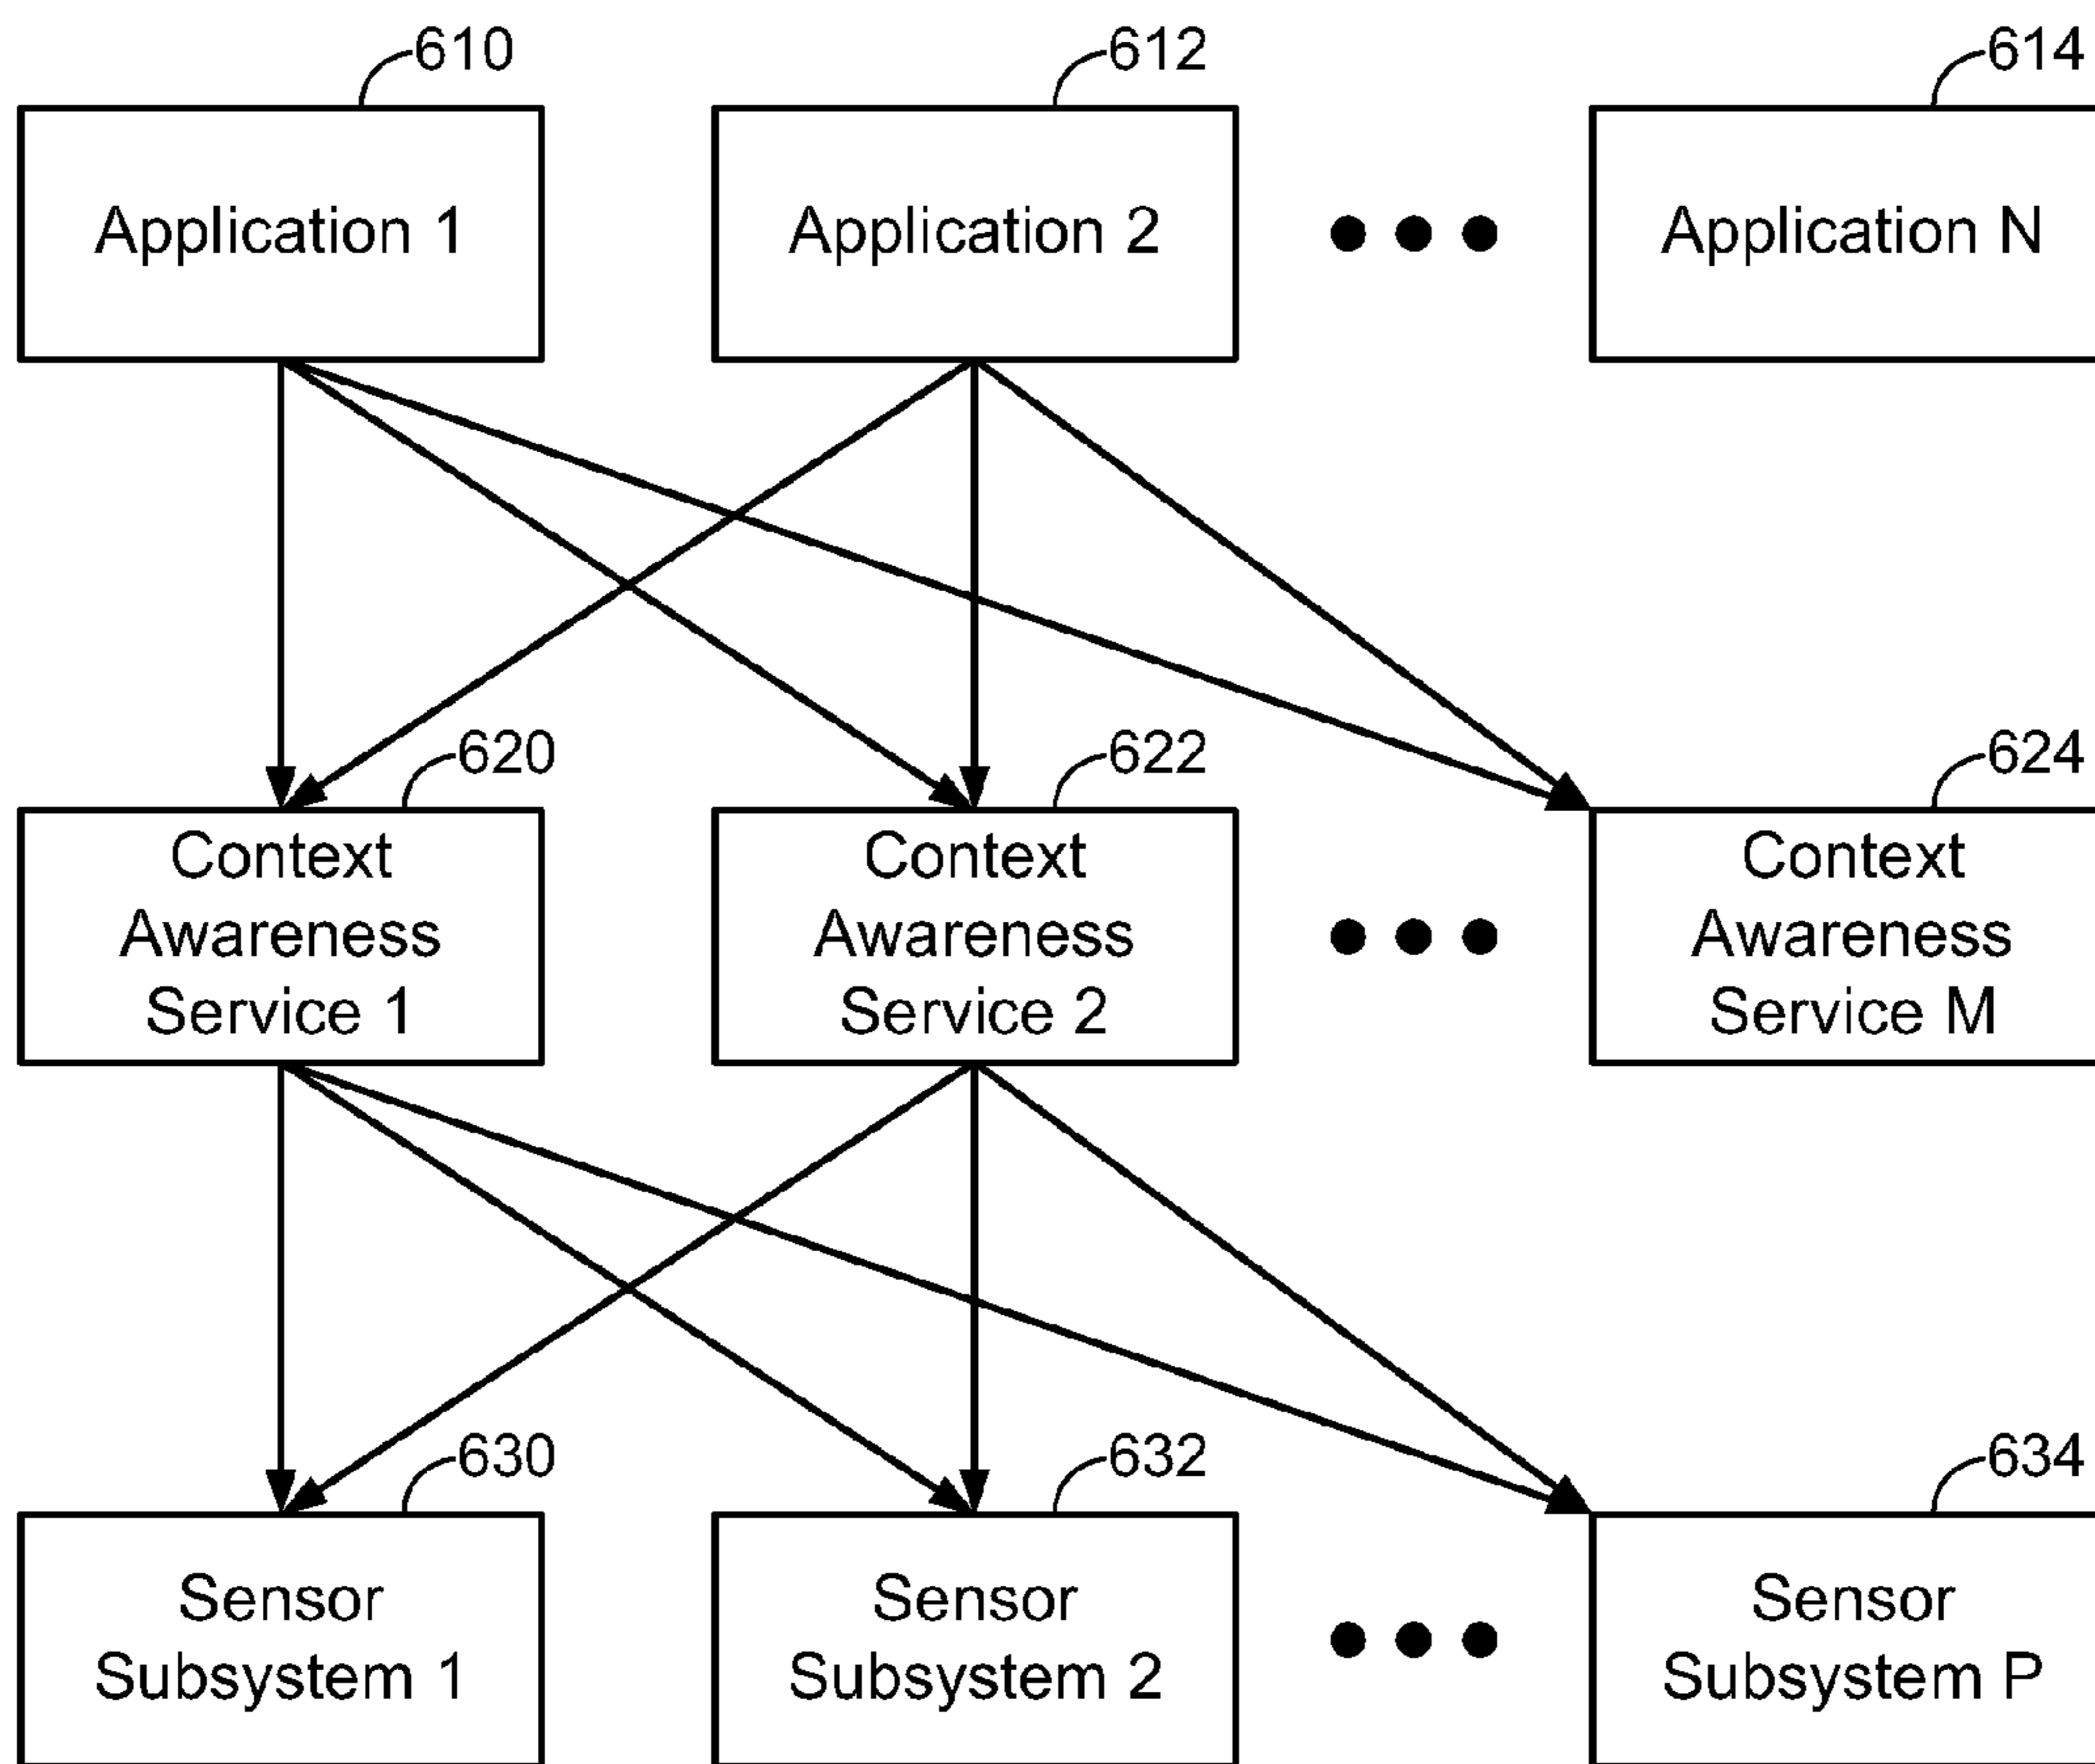 610
612
614
Application 1
Application 2
Application N
620
622
624
Context
Awareness
Service 1
Context
Awareness
Service 2
Context
Awareness
Service M
630
632
634
Sensor
Subsystem 1
Sensor
Subsystem 2
Sensor
Subsystem P